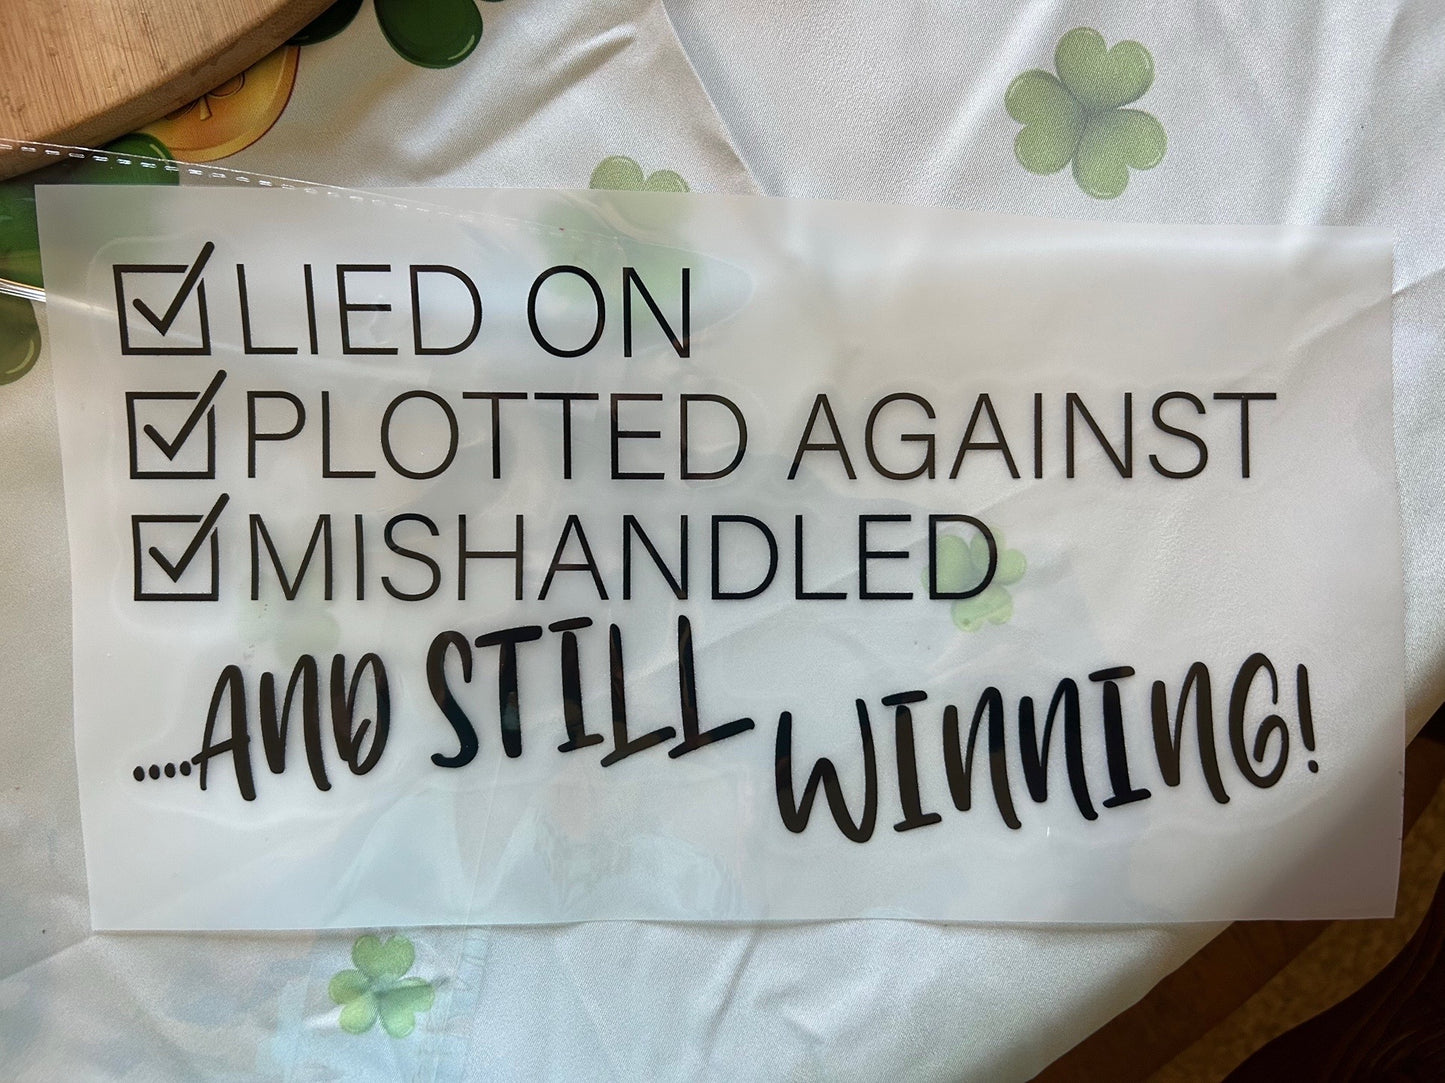 ☑ LIED ON
☑ PLOTTED AGAINST
☑ MISHANDLED
....AND STILL WINNING!